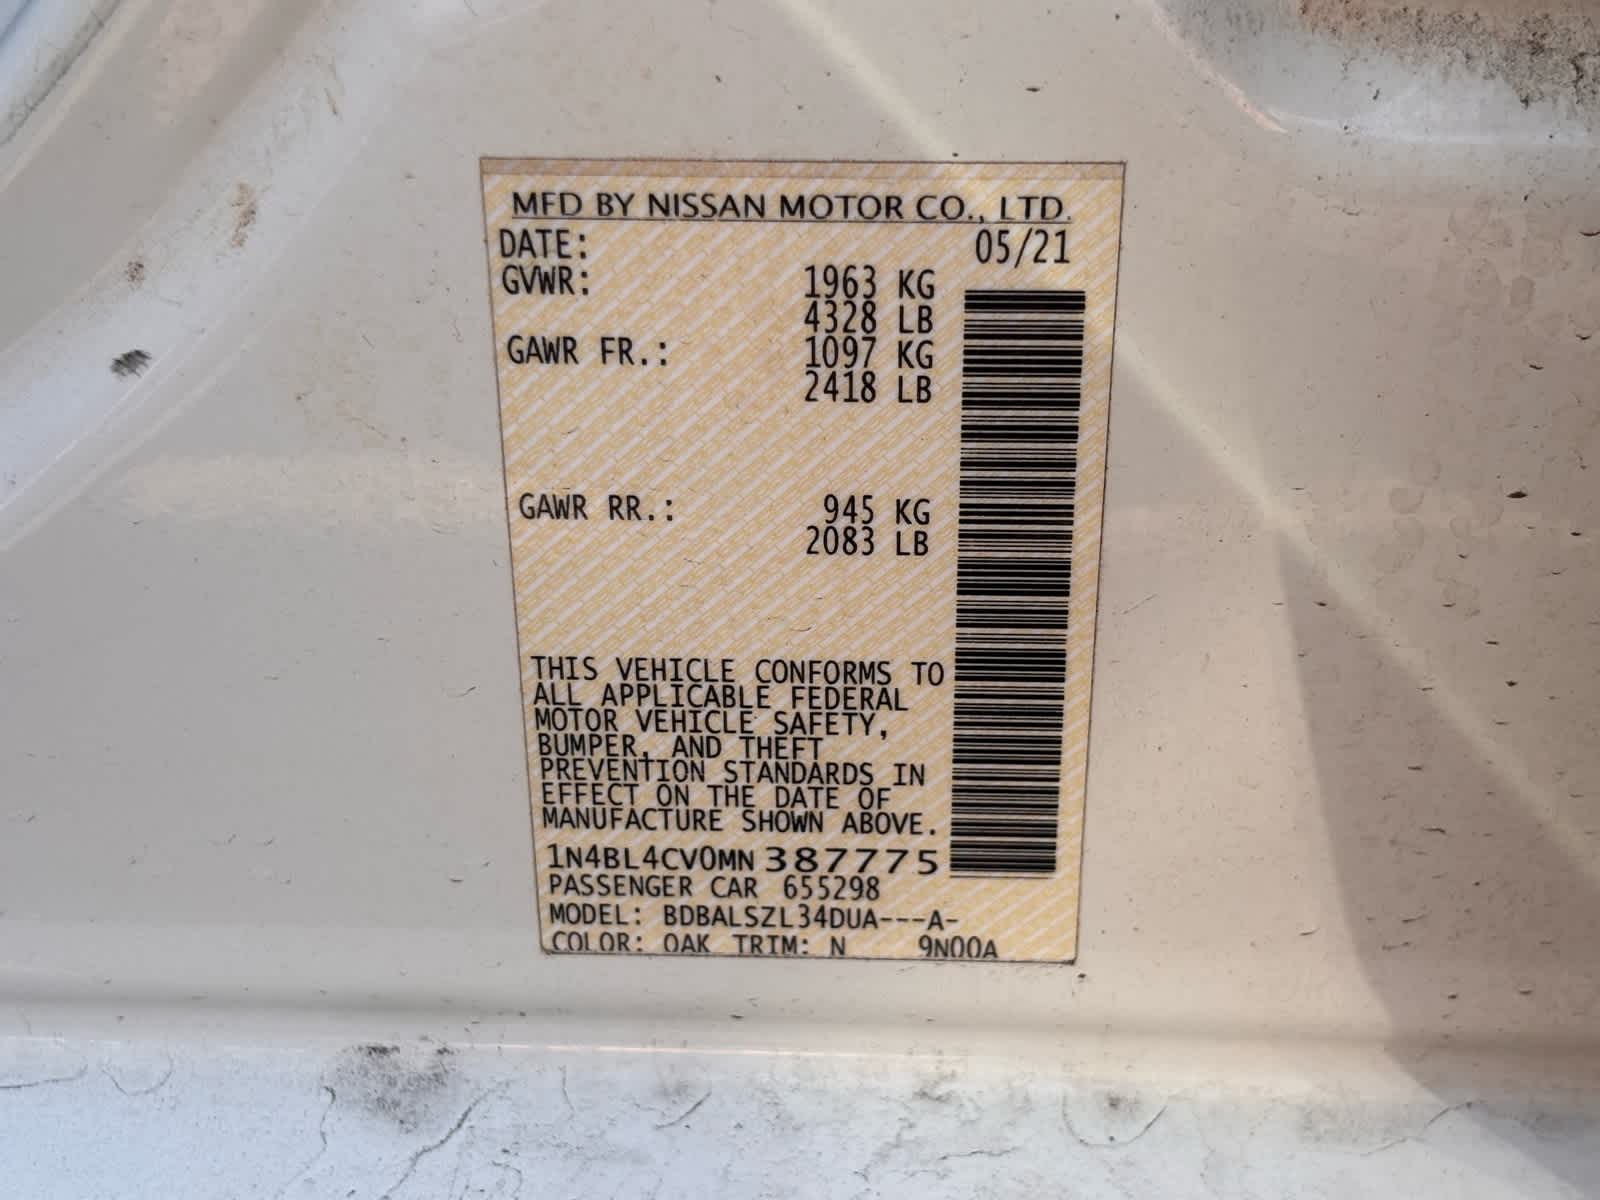 MFD BY NISSAN MOTOR CO., LTD.
DATE: 05/21
GVWR: 1963 KG
4328 LB
GAWR FR.: 1097 KG
2418 LB
GAWR RR.: 945 KG
2083 LB
THIS VEHICLE CONFORMS TO
ALL APPLICABLE FEDERAL
MOTOR VEHICLE SAFETY,
BUMPER, AND THEFT
PREVENTION STANDARDS IN
EFFECT ON THE DATE OF
MANUFACTURE SHOWN ABOVE.
1N4BL4CV0MN387775
PASSENGER CAR 655298
MODEL: BDBALSZL34DUA---A-
COLOR: QAK TRIM: N 9N00A